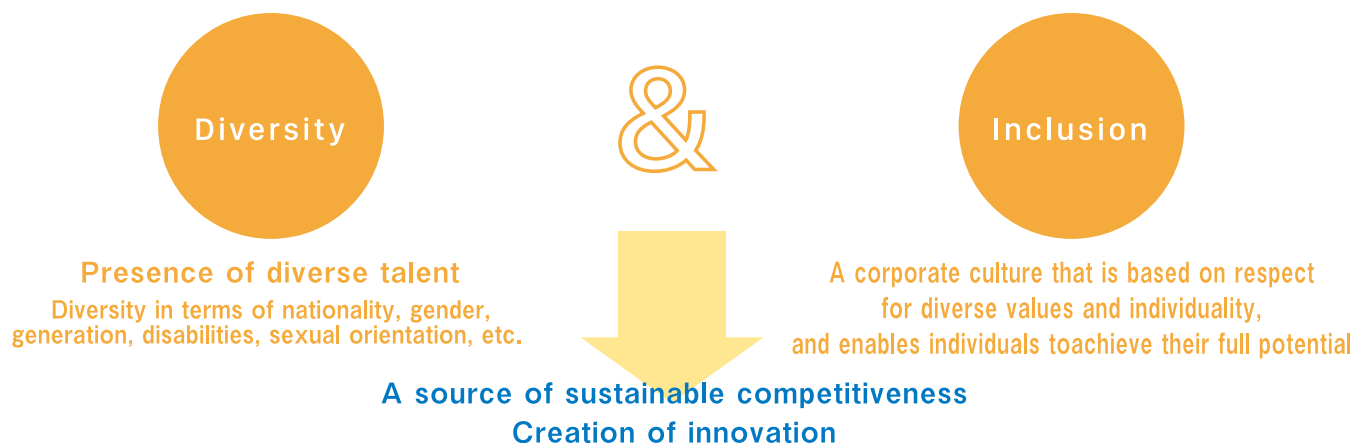 Diversity
&
Inclusion
Presence of diverse talent
Diversity in terms of nationality, gender,
generation, disabilities, sexual orientation, etc.
A corporate culture that is based on respect
for diverse values and individuality,
and enables individuals toachieve their full potential
A source of sustainable competitiveness
Creation of innovation